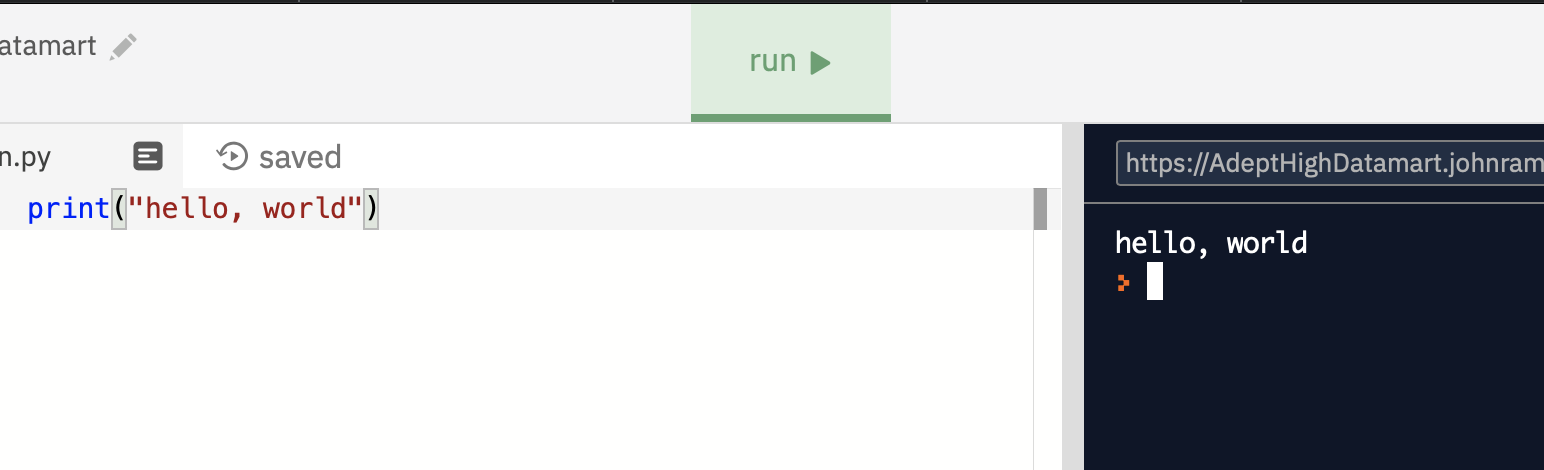 atamart
run
n.py
saved
print("hello, world")
https://AdeptHighDatamart.johnram
hello, world
>